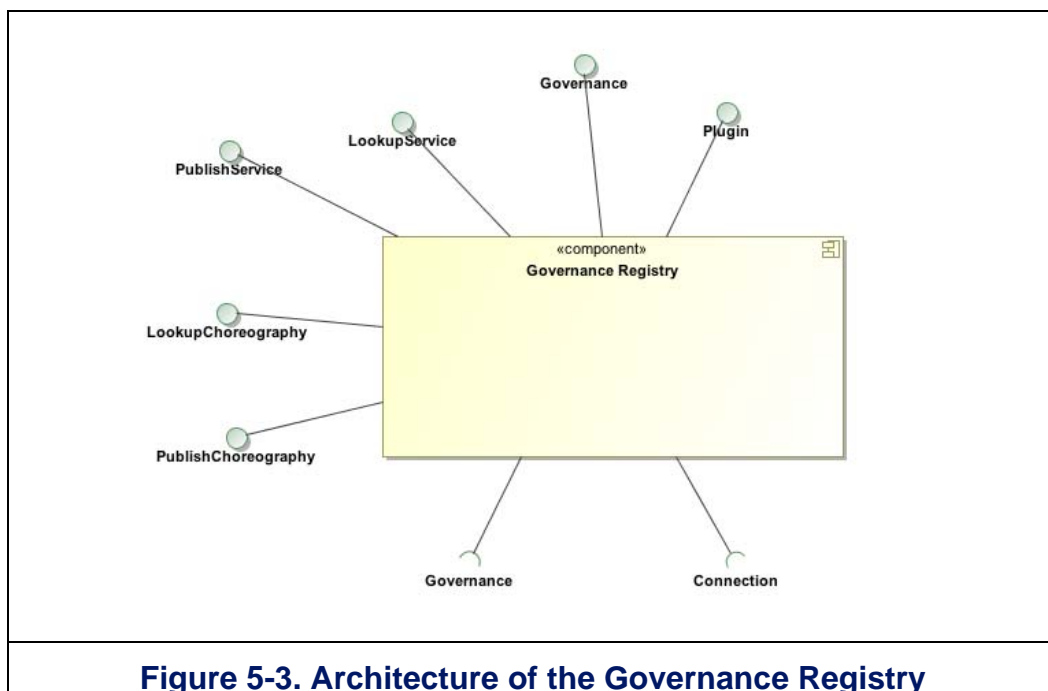 Governance
Plugin
LookupService
PublishService
«component»
Governance Registry
LookupChoreography
PublishChoreography
Governance
Connection
Figure 5-3. Architecture of the Governance Registry